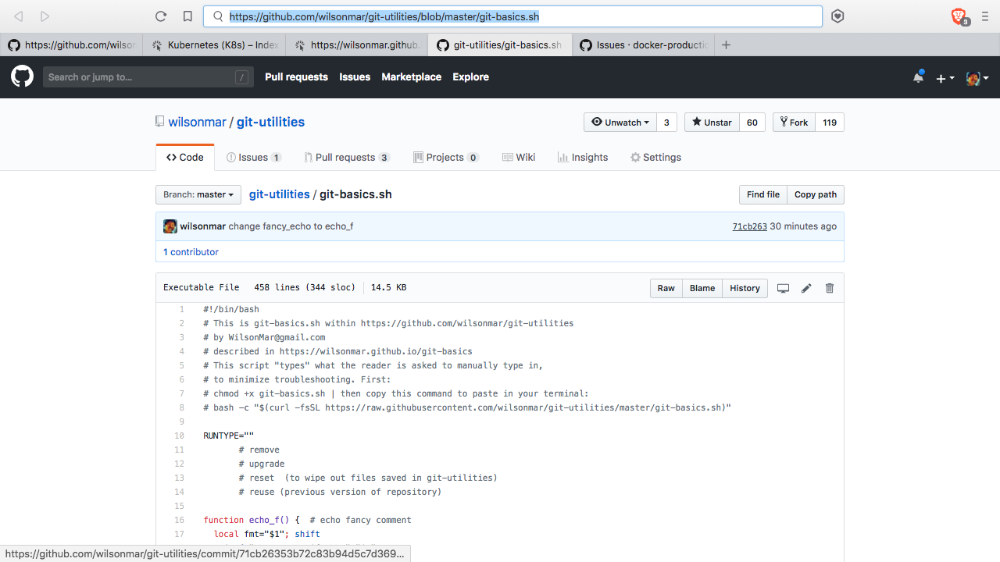 https://github.com/wilsonmar/git-utilities/blob/master/git-basics.sh
3
https://github.com/wilson
Kubernetes (K8s) – Index
https://wilsonmar.github.
git-utilities/git-basics.sh
Issues · docker-productio
Search or jump to...
/
Pull requests
Issues
Marketplace
Explore
wilsonmar / git-utilities
Unwatch
3
Unstar
60
Fork
119
Code
Issues 1
Pull requests 3
Projects 0
Wiki
Insights
Settings
Branch: master
git-utilities / git-basics.sh
Find file
Copy path
wilsonmar change fancy_echo to echo_f
71cb263 30 minutes ago
1 contributor
Executable File 458 lines (344 sloc) 14.5 KB
Raw
Blame
History
1 #!/bin/bash
2 # This is git-basics.sh within https://github.com/wilsonmar/git-utilities
3 # by WilsonMar@gmail.com
4 # described in https://wilsonmar.github.io/git-basics
5 # This script "types" what the reader is asked to manually type in,
6 # to minimize troubleshooting. First:
7 # chmod +x git-basics.sh | then copy this command to paste in your terminal:
8 # bash -c "$(curl -fsSL https://raw.githubusercontent.com/wilsonmar/git-utilities/master/git-basics.sh)"
9
10 RUNTYPE=""
11 # remove
12 # upgrade
13 # reset  (to wipe out files saved in git-utilities)
14 # reuse (previous version of repository)
15
16 function echo_f() {  # echo fancy comment
17 local fmt="$1"; shift
https://github.com/wilsonmar/git-utilities/commit/71cb26353b72c83b94d5c7d369...